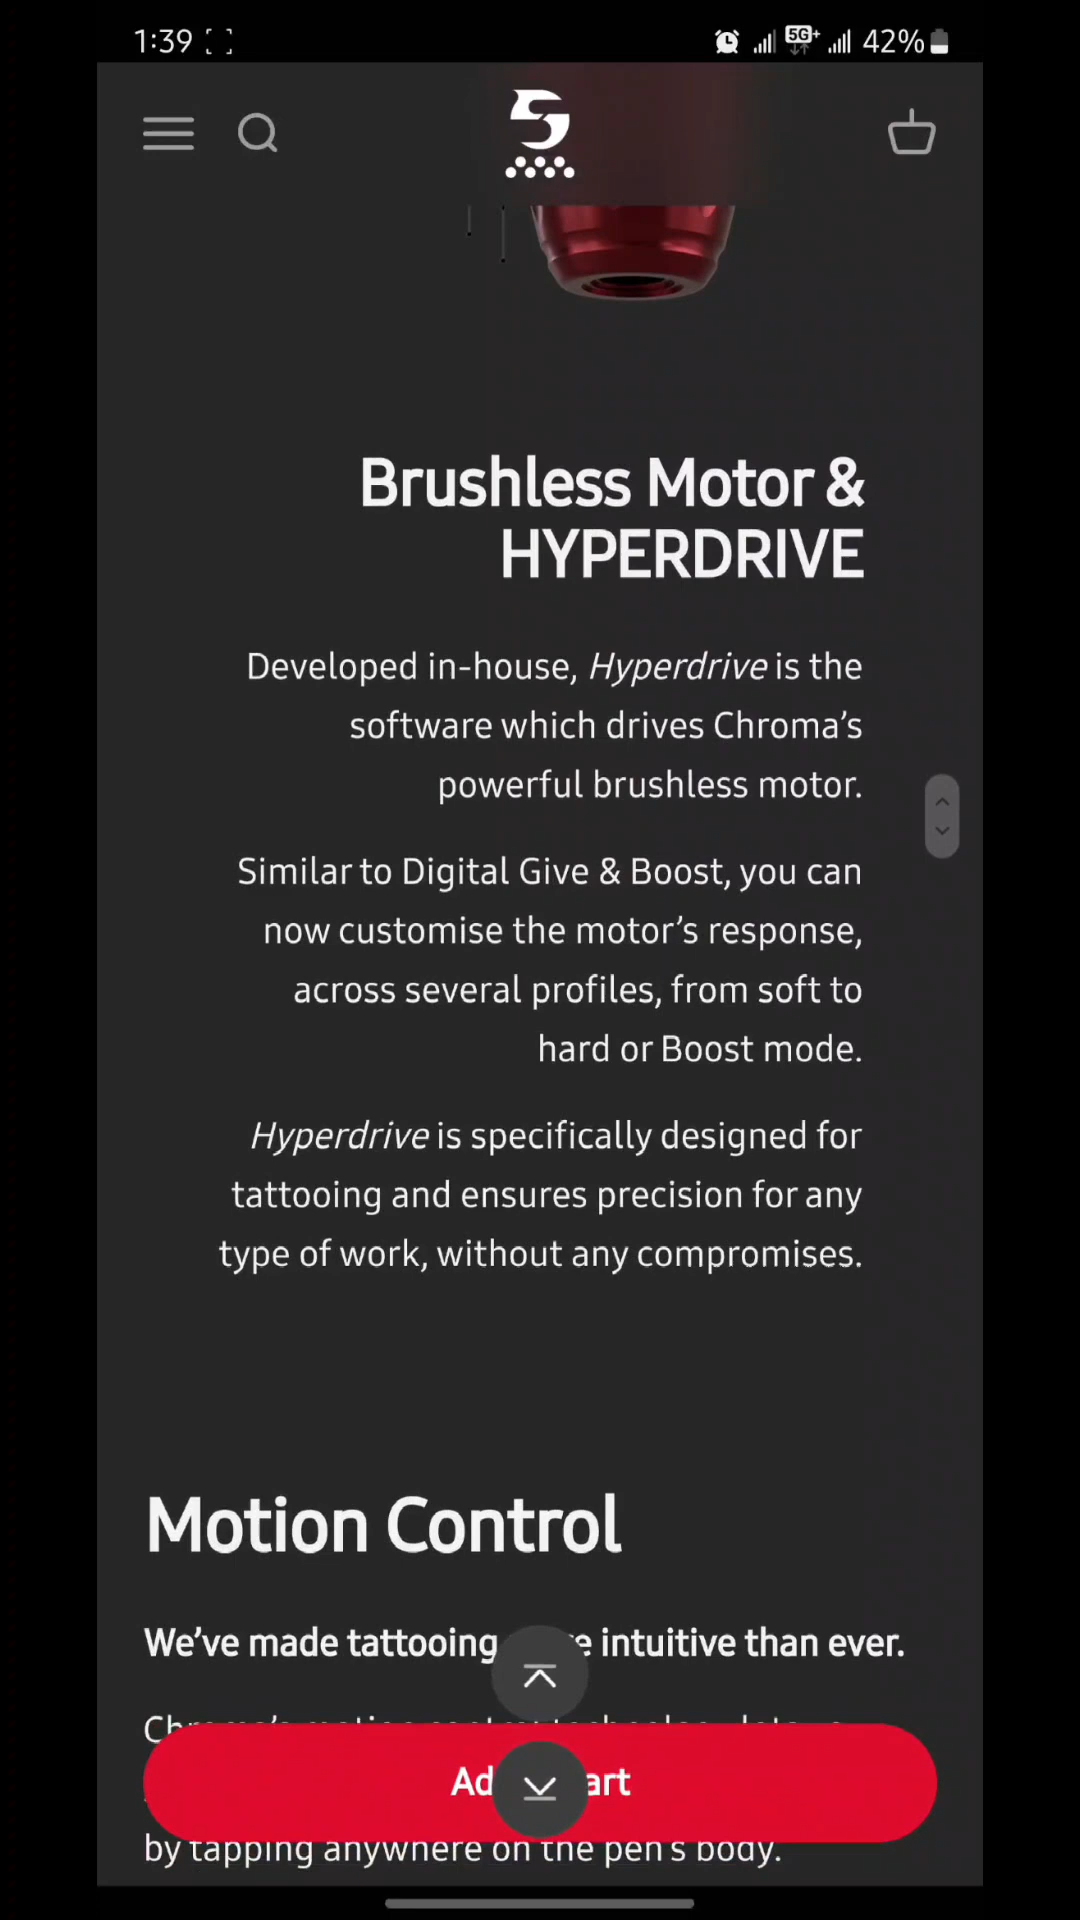 1:39
5G+
42%
Brushless Motor &
HYPERDRIVE
Developed in-house, Hyperdrive is the
software which drives Chroma’s
powerful brushless motor.
Similar to Digital Give & Boost, you can
now customise the motor’s response,
across several profiles, from soft to
hard or Boost mode.
Hyperdrive is specifically designed for
tattooing and ensures precision for any
type of work, without any compromises.
Motion Control
We’ve made tattooing intuitive than ever.
by tapping anywhere on the pen's body.